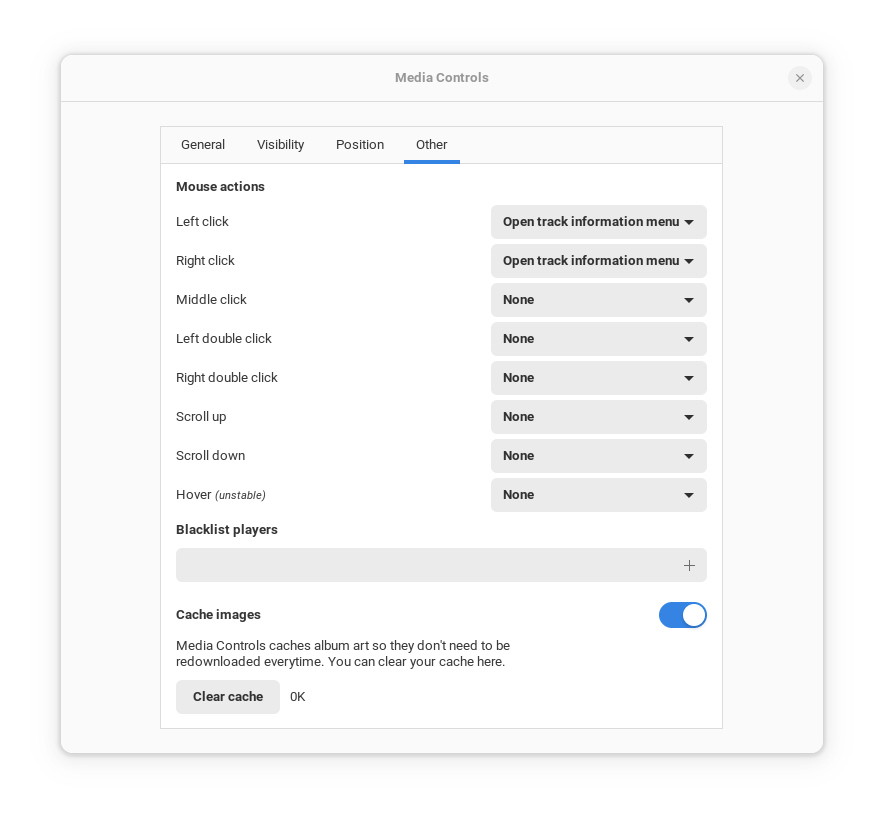 Media Controls
General Visibility Position Other
Mouse actions
Left click Open track information menu
Right click Open track information menu
Middle click None
Left double click None
Right double click None
Scroll up None
Scroll down None
Hover (unstable) None
Blacklist players
Cache images
Media Controls caches album art so they don't need to be
redownloaded everytime. You can clear your cache here.
Clear cache 0K